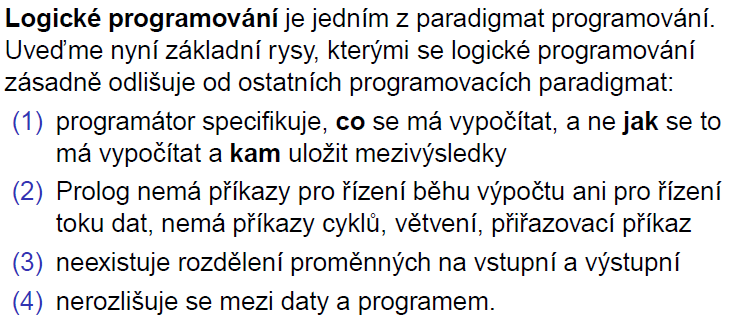 Logické programování je jedním z paradigmat programování.
Uveďme nyní základní rysy, kterými se logické programování
zásadně odlišuje od ostatních programovacích paradigmat:
(1) programátor specifikuje, co se má vypočítat, a ne jak se to
má vypočítat a kam uložit mezivýsledky
(2) Prolog nemá příkazy pro řízení běhu výpočtu ani pro řízení
toku dat, nemá příkazy cyklů, větvení, přiřazovací příkaz
(3) neexistuje rozdělení proměnných na vstupní a výstupní
(4) nerozlišuje se mezi daty a programem.